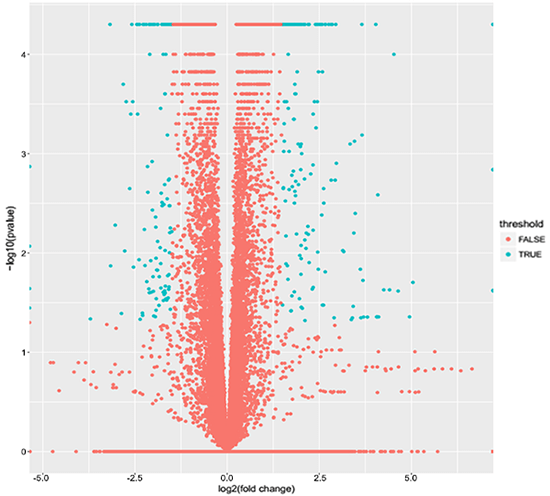 4
3
2
1
0
−log10(pvalue)
-5.0 -2.5 0.0 2.5 5.0
log2(fold change)
threshold
FALSE
TRUE